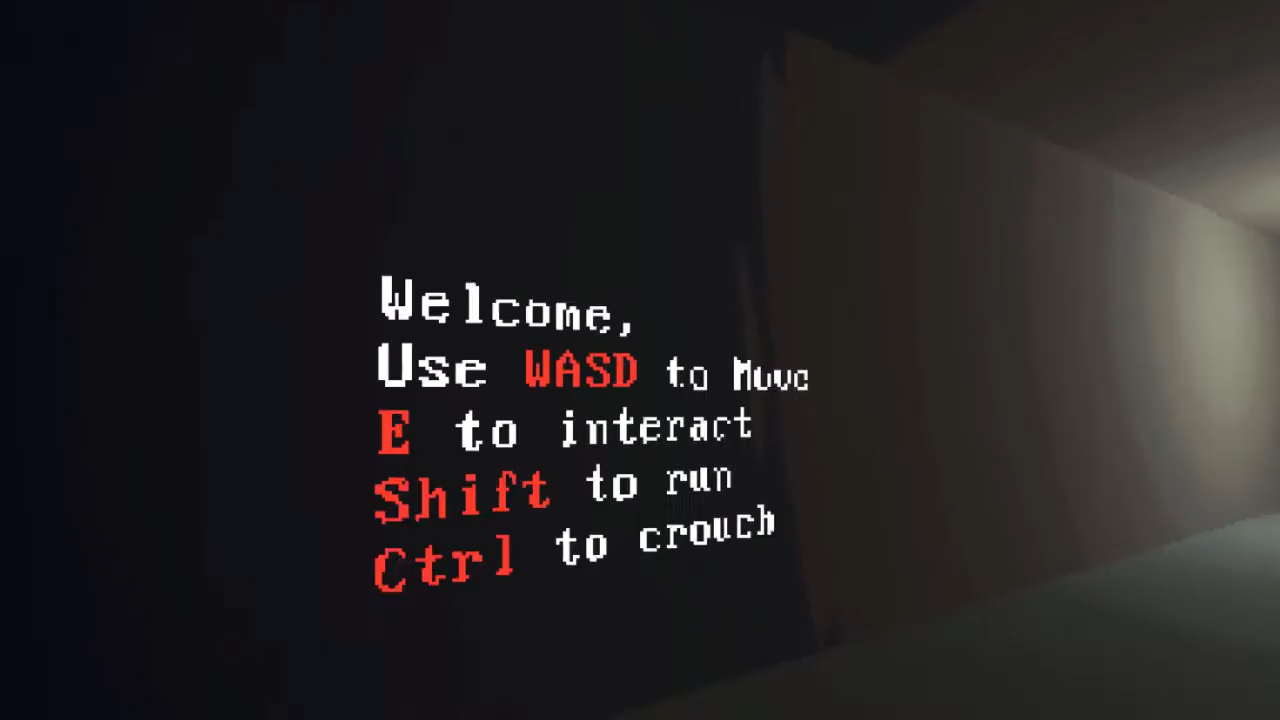 Welcome,
Use WASD to Move
E to interact
Shift to run
Ctrl to crouch